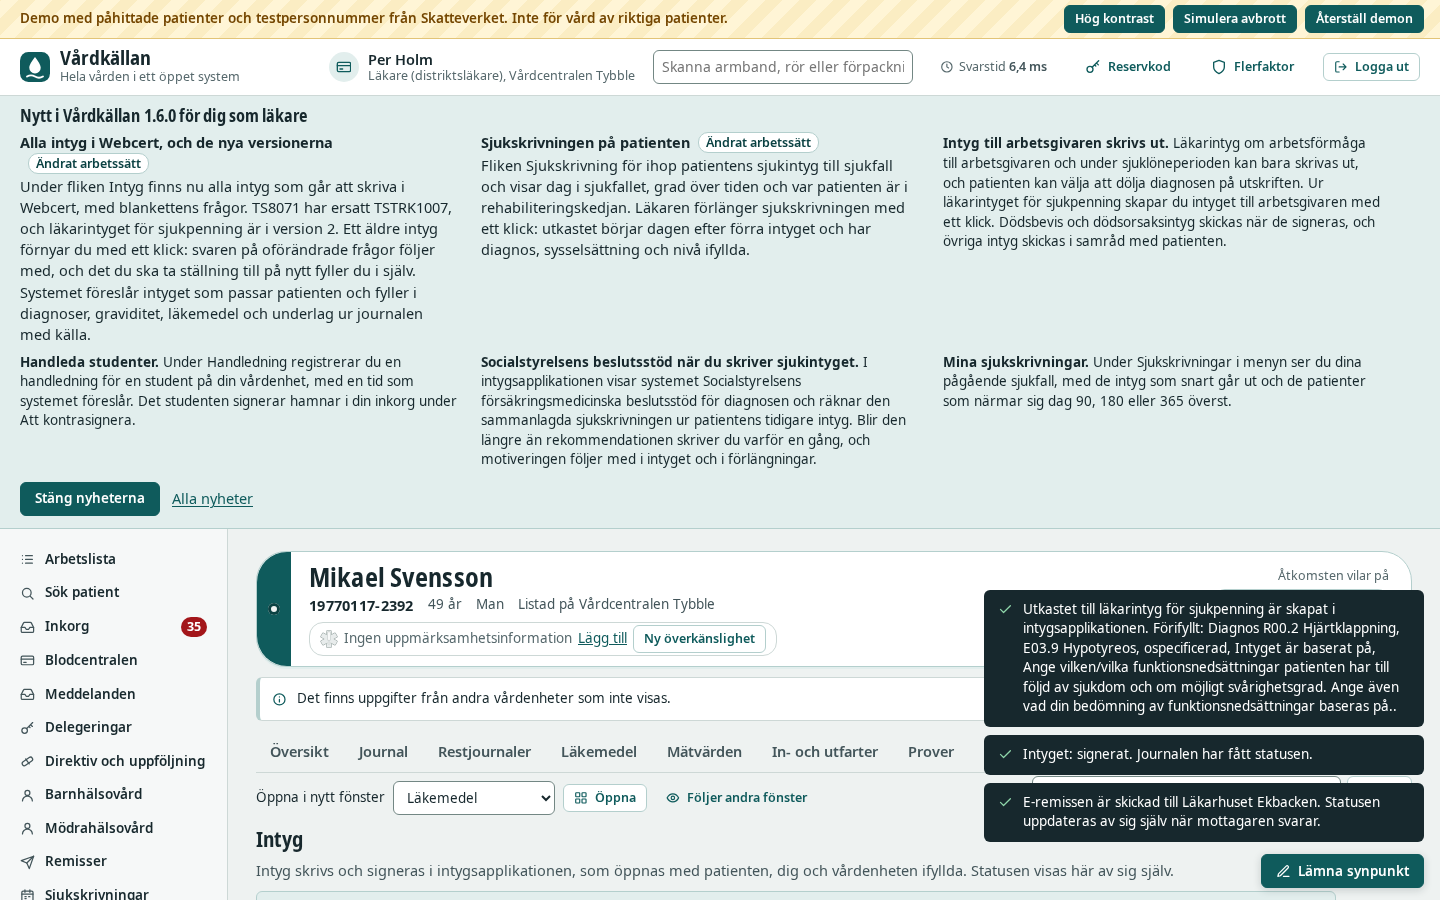 Demo med påhittade patienter och testpersonnummer från Skatteverket. Inte för vård av riktiga patienter.
Hög kontrast
Simulera avbrott
Återställ demon
Vårdkällan
Hela vården i ett öppet system
Per Holm
Läkare (distriktsläkare), Vårdcentralen Tybble
Skanna armband, rör eller förpackni
Svarstid 6,4 ms
Reservkod
Flerfaktor
Logga ut
Nytt i Vårdkällan 1.6.0 för dig som läkare
Alla intyg i Webcert, och de nya versionerna
Ändrat arbetssätt
Under fliken Intyg finns nu alla intyg som går att skriva i
Webcert, med blankettens frågor. TS8071 har ersatt TSTRK1007,
och läkarintyget för sjukpenning är i version 2. Ett äldre intyg
förnyar du med ett klick: svaren på oförändrade frågor följer
med, och det du ska ta ställning till på nytt fyller du i själv.
Systemet föreslår intyget som passar patienten och fyller i
diagnoser, graviditet, läkemedel och underlag ur journalen
med källa.
Sjukskrivningen på patienten
Ändrat arbetssätt
Fliken Sjukskrivning för ihop patientens sjukintyg till sjukfall
och visar dag i sjukfallet, grad över tiden och var patienten är i
rehabiliteringskedjan. Läkaren förlänger sjukskrivningen med
ett klick: utkastet börjar dagen efter förra intyget och har
diagnos, sysselsättning och nivå ifyllda.
Intyg till arbetsgivaren skrivs ut. Läkarintyg om arbetsförmåga
till arbetsgivaren och under sjuklöneperioden kan bara skrivas ut,
och patienten kan välja att dölja diagnosen på utskriften. Ur
läkarintyget för sjukpenning skapar du intyget till arbetsgivaren med
ett klick. Dödsbevis och dödsorsaksintyg skickas när de signeras, och
övriga intyg skickas i samråd med patienten.
Handleda studenter. Under Handledning registrerar du en
handledning för en student på din vårdenhet, med en tid som
systemet föreslår. Det studenten signerar hamnar i din inkorg under
Att kontrasignera.
Socialstyrelsens beslutsstöd när du skriver sjukintyget. I
intygsapplikationen visar systemet Socialstyrelsens
försäkringsmedicinska beslutsstöd för diagnosen och räknar den
sammanlagda sjukskrivningen ur patientens tidigare intyg. Blir den
längre än rekommendationen skriver du varför en gång, och
motiveringen följer med i intyget och i förlängningar.
Mina sjukskrivningar. Under Sjukskrivningar i menyn ser du dina
pågående sjukfall, med de intyg som snart går ut och de patienter
som närmar sig dag 90, 180 eller 365 överst.
Stäng nyheterna
Alla nyheter
Arbetslista
Sök patient
Inkorg
35
Blodcentralen
Meddelanden
Delegeringar
Direktiv och uppföljning
Barnhälsovård
Mödrahälsovård
Remisser
Sjukskrivningar
Mikael Svensson
19770117-2392
49 år
Man
Listad på Vårdcentralen Tybble
Ingen uppmärksamhetsinformation
Lägg till
Ny överkänslighet
Åtkomsten vilar på
Det finns uppgifter från andra vårdenheter som inte visas.
Översikt
Journal
Restjournaler
Läkemedel
Mätvärden
In- och utfarter
Prover
Öppna i nytt fönster
Läkemedel
Öppna
Följer andra fönster
Intyg
Intyg skrivs och signeras i intygsapplikationen, som öppnas med patienten, dig och vårdenheten ifyllda. Statusen visas här av sig själv.
Utkastet till läkarintyg för sjukpenning är skapat i
intygsapplikationen. Förifyllt: Diagnos R00.2 Hjärtklappning,
E03.9 Hypotyreos, ospecificerad, Intyget är baserat på,
Ange vilken/vilka funktionsnedsättningar patienten har till
följd av sjukdom och om möjligt svårighetsgrad. Ange även
vad din bedömning av funktionsnedsättningar baseras på..
Intyget: signerat. Journalen har fått statusen.
E-remissen är skickad till Läkarhuset Ekbacken. Statusen
uppdateras av sig själv när mottagaren svarar.
Lämna synpunkt